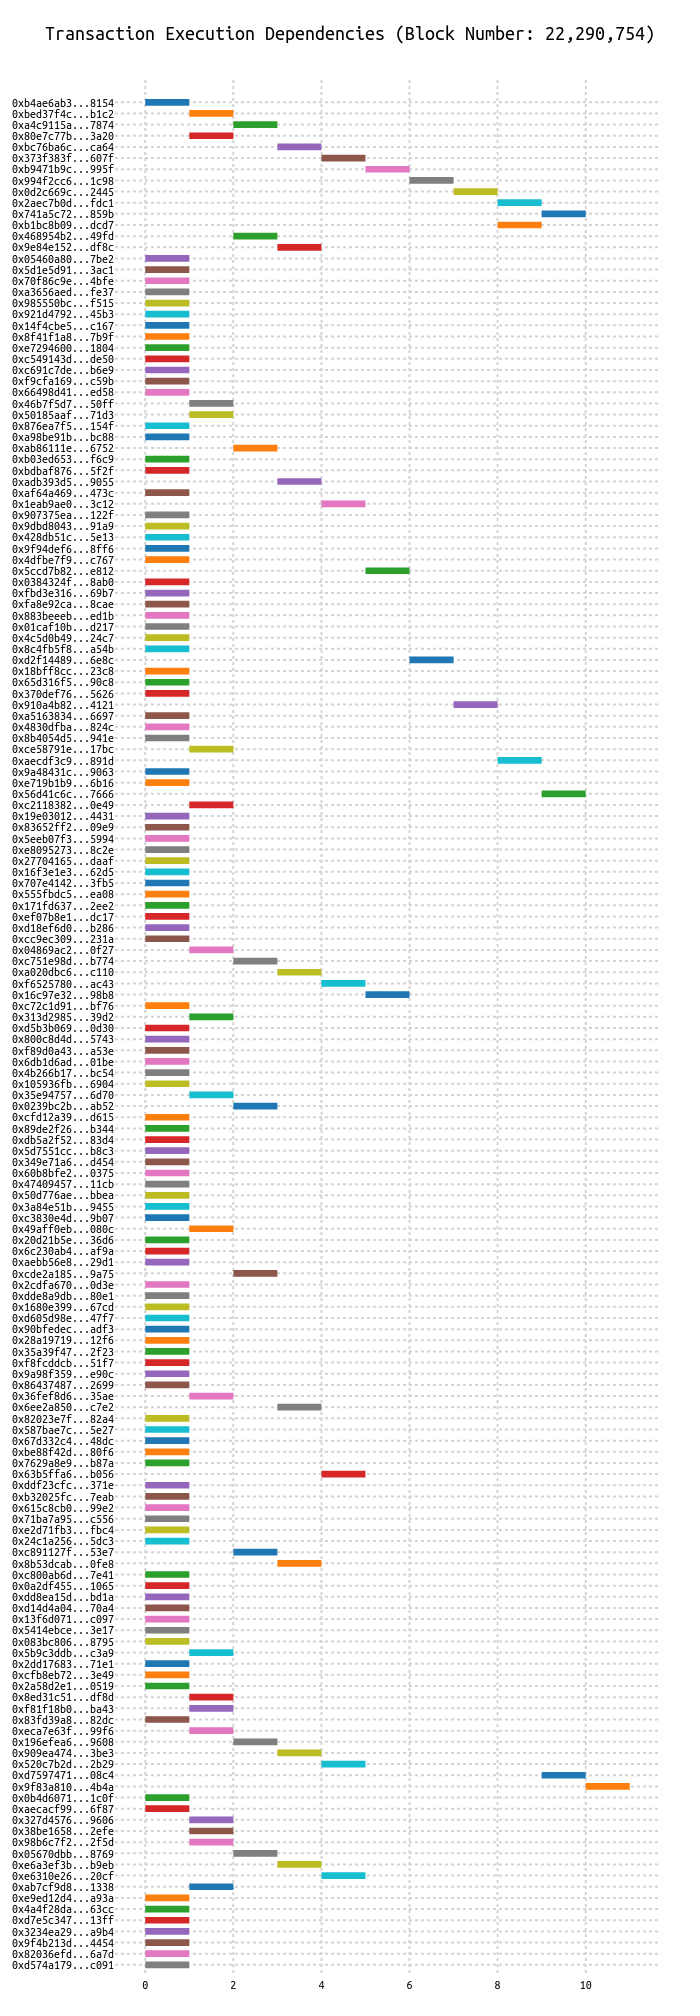 Transaction Execution Dependencies (Block Number: 22,290,754)
0xb4ae6ab3...8154
0xbed37f4c...b1c2
0xa4c9115a...7874
0x80e7c77b...3a20
0xbc76ba6c...ca64
0x373f383f...607f
0xb9471b9c...995f
0x994f2cc6...1c98
0x0d2c669c...2445
0x2aec7b0d...fdc1
0x741a5c72...859b
0xb1bc8b09...dcd7
0x468954b2...49fd
0x9e84e152...df8c
0x05460a80...7be2
0x5d1e5d91...3ac1
0x70f86c9e...4bfe
0xa3656aed...fe37
0x985550bc...f515
0x921d4792...45b3
0x14f4cbe5...c167
0x8f41f1a8...7b9f
0xe7294600...1804
0xc549143d...de50
0xc691c7de...b6e9
0xf9cfa169...c59b
0x66498d41...ed58
0x46b7f5d7...50ff
0x50185aaf...71d3
0x876ea7f5...154f
0xa98be91b...bc88
0xab86111e...6752
0xb03ed653...f6c9
0xbdbaf876...5f2f
0xadb393d5...9055
0xaf64a469...473c
0x1eab9ae0...3c12
0x907375ea...122f
0x9dbd8043...91a9
0x428db51c...5e13
0x9f94def6...8ff6
0x4dfbe7f9...c767
0x5ccd7b82...e812
0x0384324f...8ab0
0xfbd3e316...69b7
0xfa8e92ca...8cae
0x883beeeb...ed1b
0x01caf10b...d217
0x4c5d0b49...24c7
0x8c4fb5f8...a54b
0xd2f14489...6e8c
0x18bff8cc...23c8
0x65d316f5...90c8
0x370def76...5626
0x910a4b82...4121
0xa5163834...6697
0x4830dfba...824c
0x8b4054d5...941e
0xce58791e...17bc
0xaecdf3c9...891d
0x9a48431c...9063
0xe719b1b9...6b16
0x56d41c6c...7666
0xc2118382...0e49
0x19e03012...4431
0x83652ff2...09e9
0x5eeb07f3...5994
0xe8095273...8c2e
0x27704165...daaf
0x16f3e1e3...62d5
0x707e4142...3fb5
0x555fbdc5...ea08
0x171fd637...2ee2
0xef07b8e1...dc17
0xd18ef6d0...b286
0xcc9ec309...231a
0x04869ac2...0f27
0xc751e98d...b774
0xa020dbc6...c110
0xf6525780...ac43
0x16c97e32...98b8
0xc72c1d91...bf76
0x313d2985...39d2
0xd5b3b069...0d30
0x800c8d4d...5743
0xf89d0a43...a53e
0x6db1d6ad...01be
0x4b266b17...bc54
0x105936fb...6904
0x35e94757...6d70
0x0239bc2b...ab52
0xcfd12a39...d615
0x89de2f26...b344
0xdb5a2f52...83d4
0x5d7551cc...b8c3
0x349e71a6...d454
0x60b8bfe2...0375
0x47409457...11cb
0x50d776ae...bbea
0x3a84e51b...9455
0xc3830e4d...9b07
0x49aff0eb...080c
0x20d21b5e...36d6
0x6c230ab4...af9a
0xaebb56e8...29d1
0xcde2a185...9a75
0x2cdfa670...0d3e
0xdde8a9db...80e1
0x1680e399...67cd
0xd605d98e...47f7
0x90bfedec...adf3
0x28a19719...12f6
0x35a39f47...2f23
0xf8fcddcb...51f7
0x9a98f359...e90c
0x86437487...2699
0x36fef8d6...35ae
0x6ee2a850...c7e2
0x82023e7f...82a4
0x587bae7c...5e27
0x67d332c4...48dc
0xbe88f42d...80f6
0x7629a8e9...b87a
0x63b5ffa6...b056
0xddf23cfc...371e
0xb32025fc...7eab
0x615c8cb0...99e2
0x71ba7a95...c556
0xe2d71fb3...fbc4
0x24c1a256...5dc3
0xc891127f...53e7
0x8b53dcab...0fe8
0xc800ab6d...7e41
0x0a2df455...1065
0xdd8ea15d...bd1a
0xd14d4a04...70a4
0x13f6d071...c097
0x5414ebce...3e17
0x083bc806...8795
0x5b9c3ddb...c3a9
0x2dd17683...71e1
0xcfb8eb72...3e49
0x2a58d2e1...0519
0x8ed31c51...df8d
0xf81f18b0...ba43
0x83fd39a8...82dc
0xeca7e63f...99f6
0x196efea6...9608
0x909ea474...3be3
0x520c7b2d...2b29
0xd7597471...08c4
0x9f83a810...4b4a
0x0b4d6071...1c0f
0xaecacf99...6f87
0x327d4576...9606
0x38be1658...2efe
0x98b6c7f2...2f5d
0x05670dbb...8769
0xe6a3ef3b...b9eb
0xe6310e26...20cf
0xab7cf9d8...1338
0xe9ed12d4...a93a
0x4a4f28da...63cc
0xd7e5c347...13ff
0x3234ea29...a9b4
0x9f4b213d...4454
0x82036efd...6a7d
0xd574a179...c091
0 2 4 6 8 10